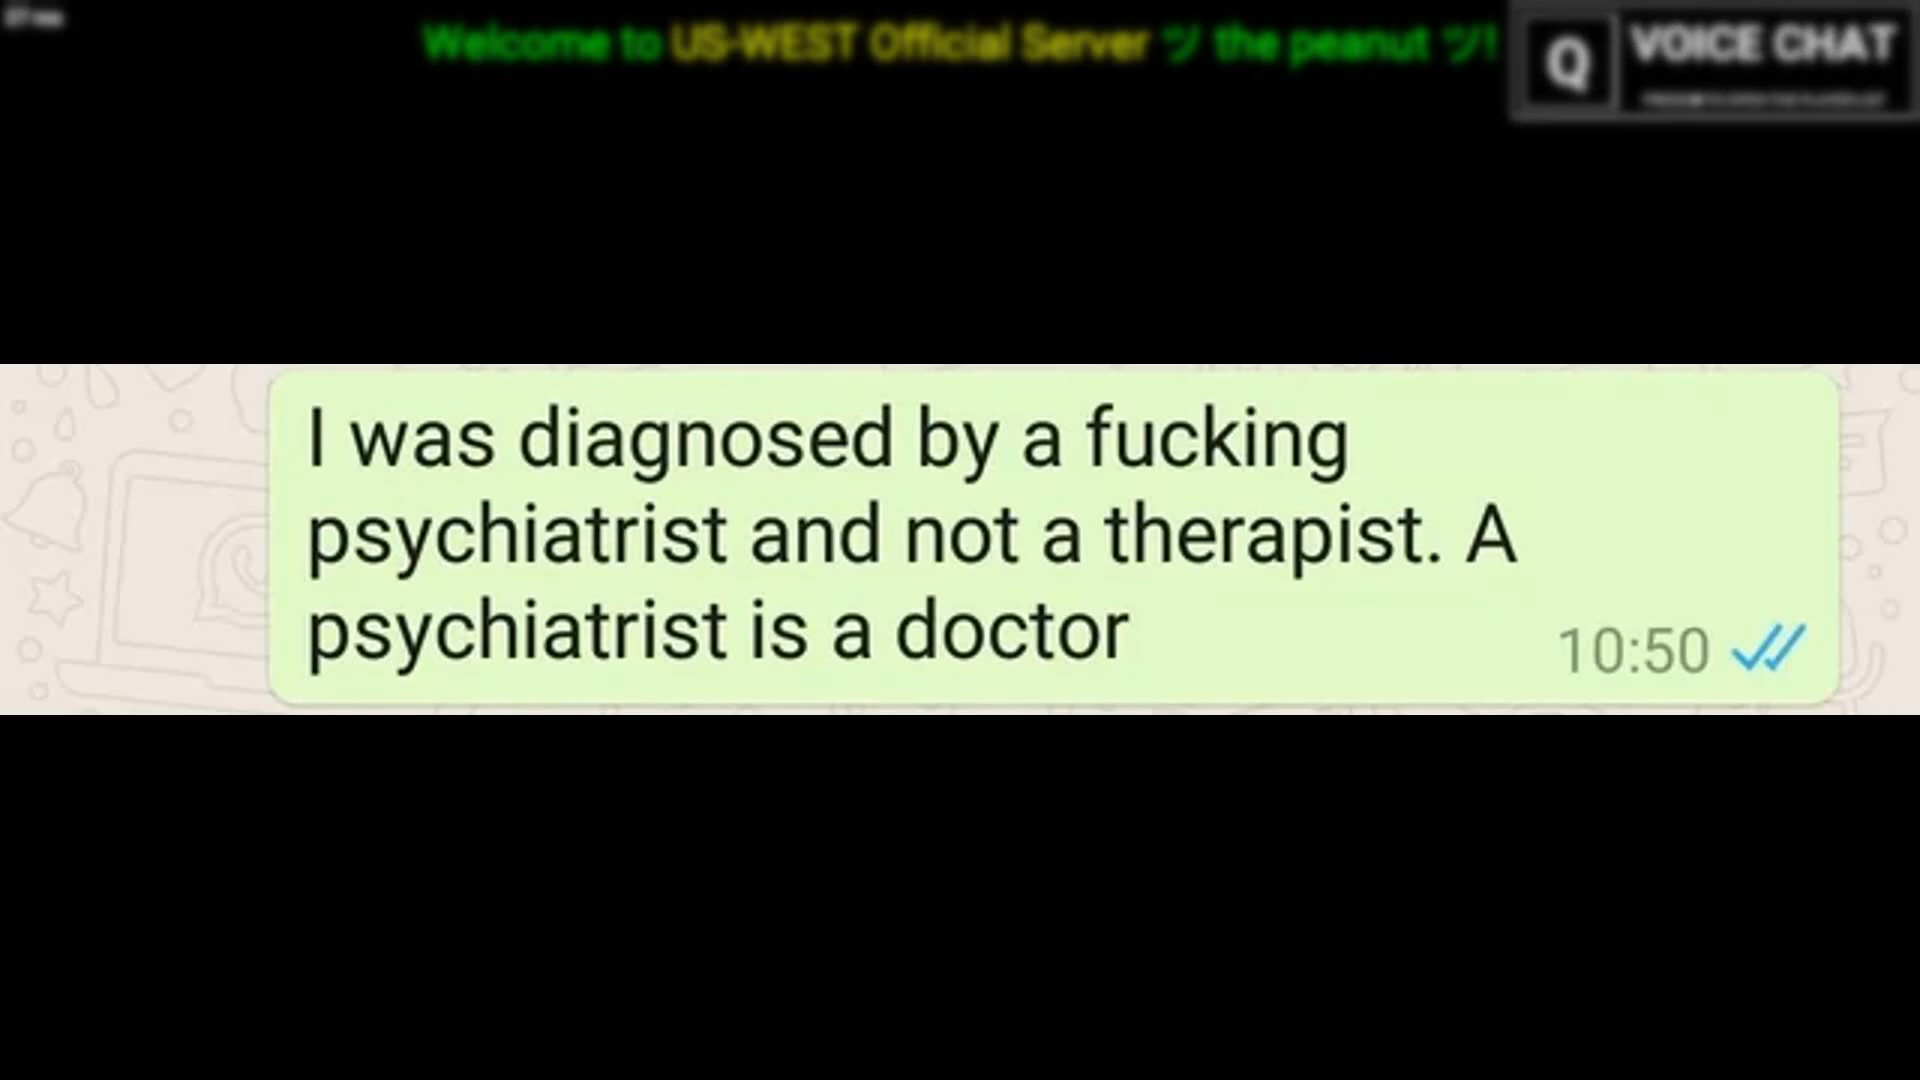 Welcome to US-WEST Official Server ツ the peanut ツ!
Q
VOICE CHAT
I was diagnosed by a fucking
psychiatrist and not a therapist. A
psychiatrist is a doctor
10:50